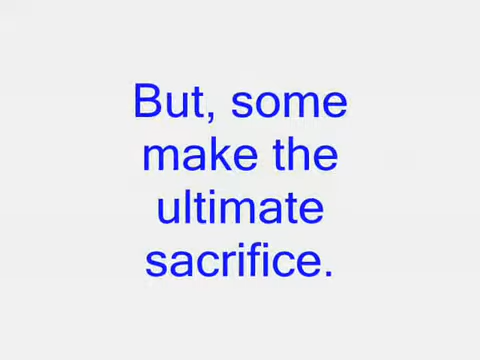 But, some
make the
ultimate
sacrifice.